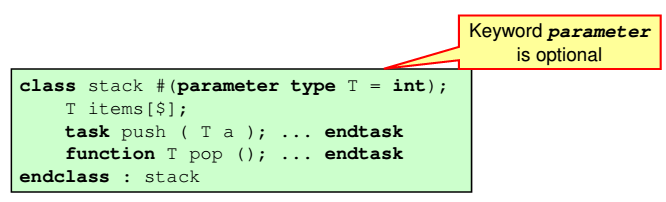 Keyword parameter
is optional
class stack #(parameter type T = int);
    T items[$];
    task push ( T a ); ... endtask
    function T pop (); ... endtask
endclass : stack